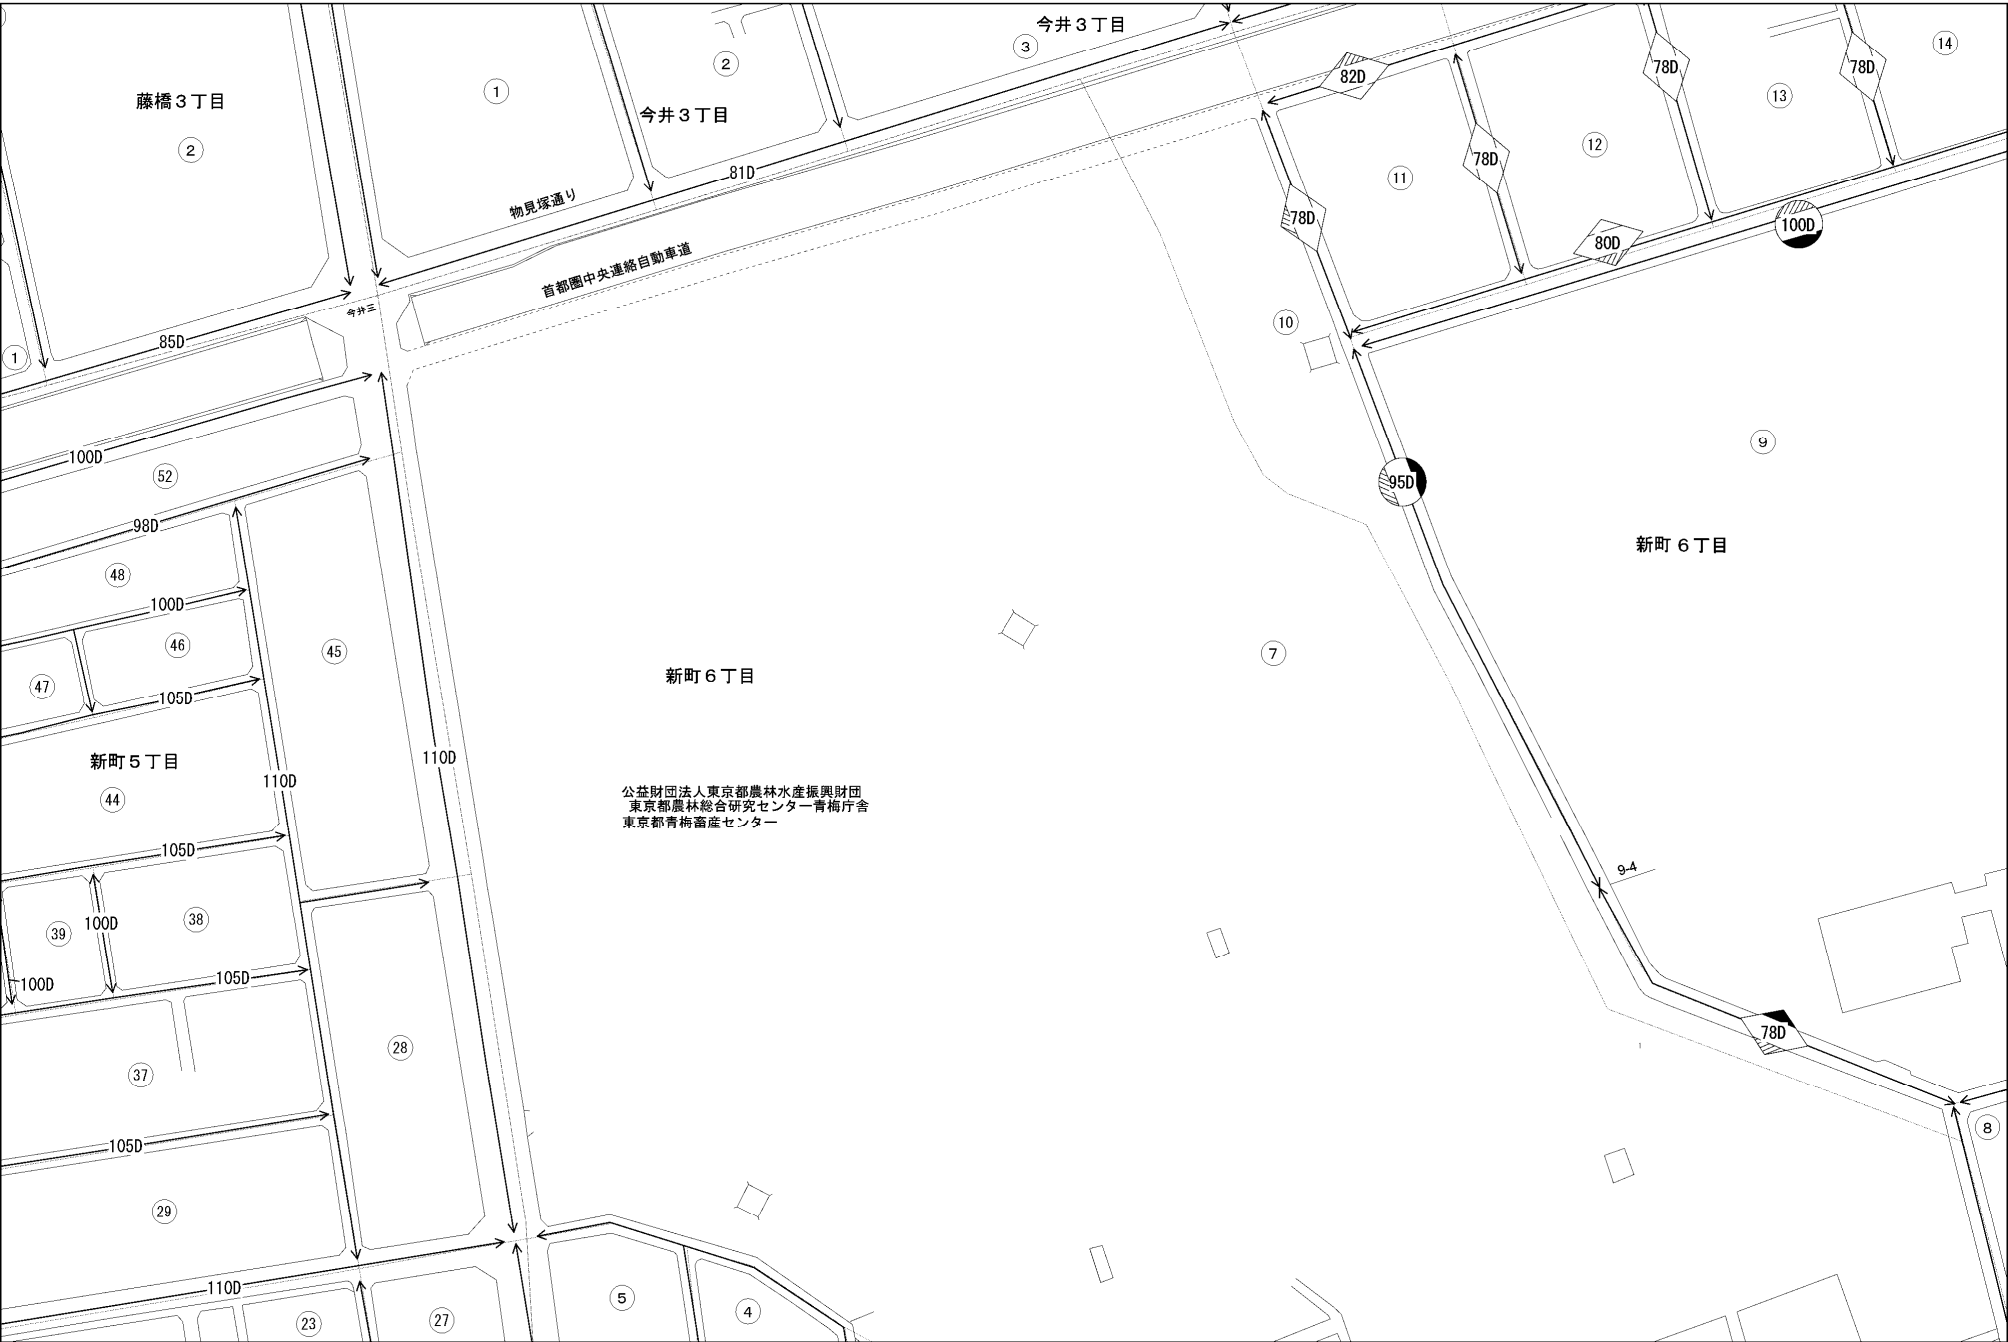 今井３丁目
③
⑭
82D
78D
78D
②
①
藤橋３丁目
⑬
今井３丁目
②
⑫
81D
78D
⑪
物見塚通り
78D
100D
80D
首都圏中央連絡自動車道
今井三
⑩
85D
①
100D
⑨
52
95D
98D
新町６丁目
48
100D
46
45
⑦
47
新町６丁目
105D
110D
新町５丁目
110D
公益財団法人東京都農林水産振興財団
東京都農林総合研究センター青梅庁舎
東京都青梅畜産センター
44
105D
9-4
38
100D
39
105D
100D
78D
28
37
⑧
105D
29
110D
⑤
④
27
23